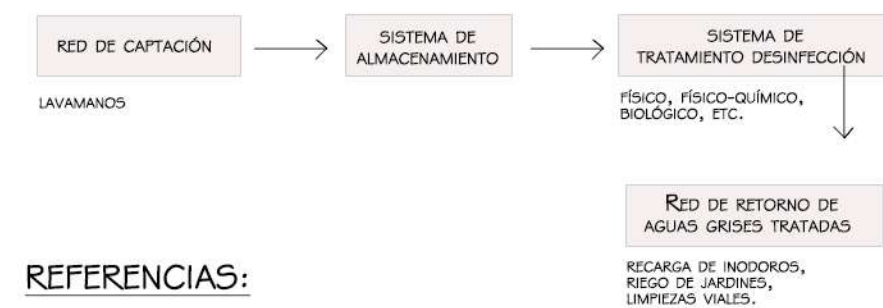 RED DE CAPTACIÓN
LAVAMANOS
SISTEMA DE
ALMACENAMIENTO
SISTEMA DE
TRATAMIENTO DESINFECCIÓN
FÍSICO, FÍSICO-QUÍMICO,
BIOLÓGICO, ETC.
RED DE RETORNO DE
AGUAS GRISES TRATADAS
RECARGA DE INODOROS,
RIEGO DE JARDINES,
LIMPIEZAS VIALES.
REFERENCIAS: